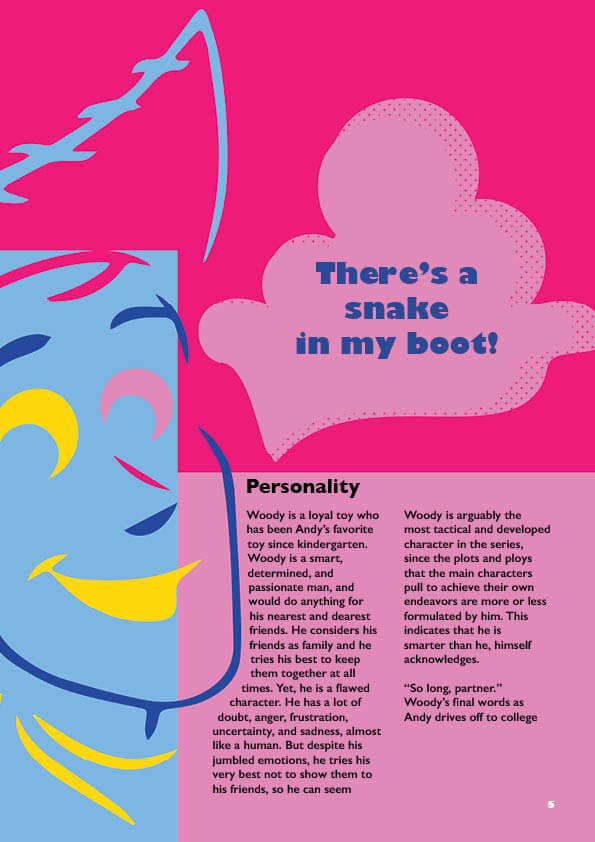 There's a
snake
in my boot!
Personality
Woody is a loyal toy who
has been Andy's favorite
toy since kindergarten.
Woody is a smart,
determined, and
passionate man, and
would do anything for
his nearest and dearest
friends. He considers his
friends as family and he
tries his best to keep
them together at all
times. Yet, he is a flawed
character. He has a lot of
doubt, anger, frustration,
uncertainty, and sadness, almost
like a human. But despite his
jumbled emotions, he tries his
very best not to show them to
his friends, so he can seem
Woody is arguably the
most tactical and developed
character in the series,
since the plots and ploys
that the main characters
pull to achieve their own
endeavors are more or less
formulated by him. This
indicates that he is
smarter than he, himself
acknowledges.
“So long, partner.”
Woody's final words as
Andy drives off to college
5